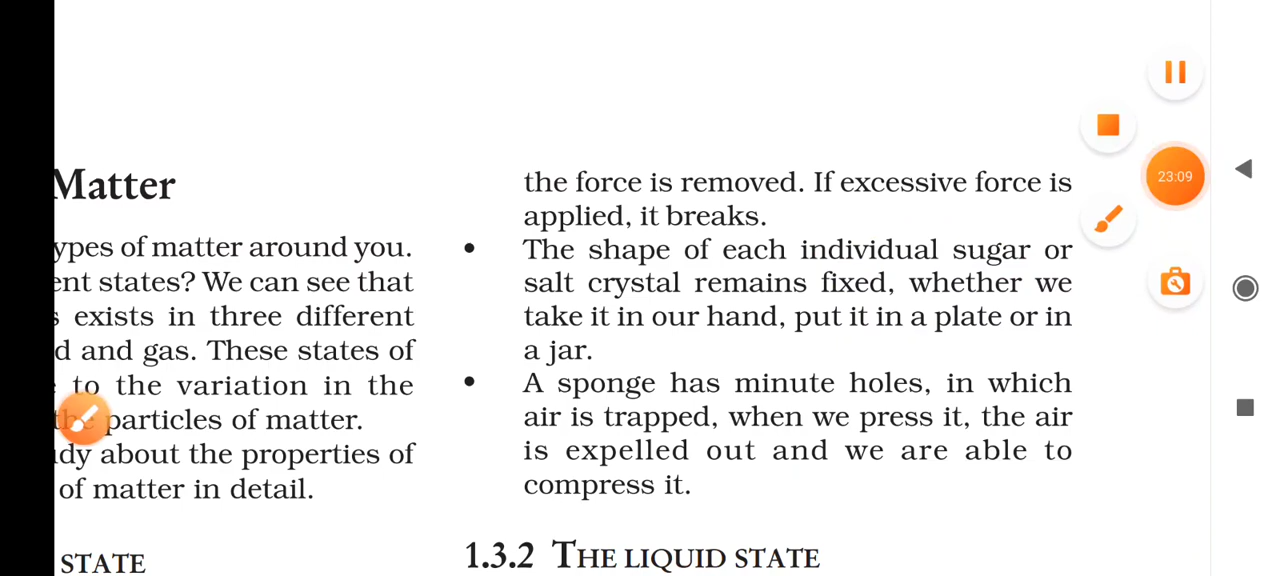 Matter
types of matter around you.
ent states? We can see that
s exists in three different
d and gas. These states of
to the variation in the
the particles of matter.
udy about the properties of
of matter in detail.
STATE
the force is removed. If excessive force is
applied, it breaks.
• The shape of each individual sugar or
salt crystal remains fixed, whether we
take it in our hand, put it in a plate or in
a jar.
• A sponge has minute holes, in which
air is trapped, when we press it, the air
is expelled out and we are able to
compress it.
1.3.2 THE LIQUID STATE
23:09